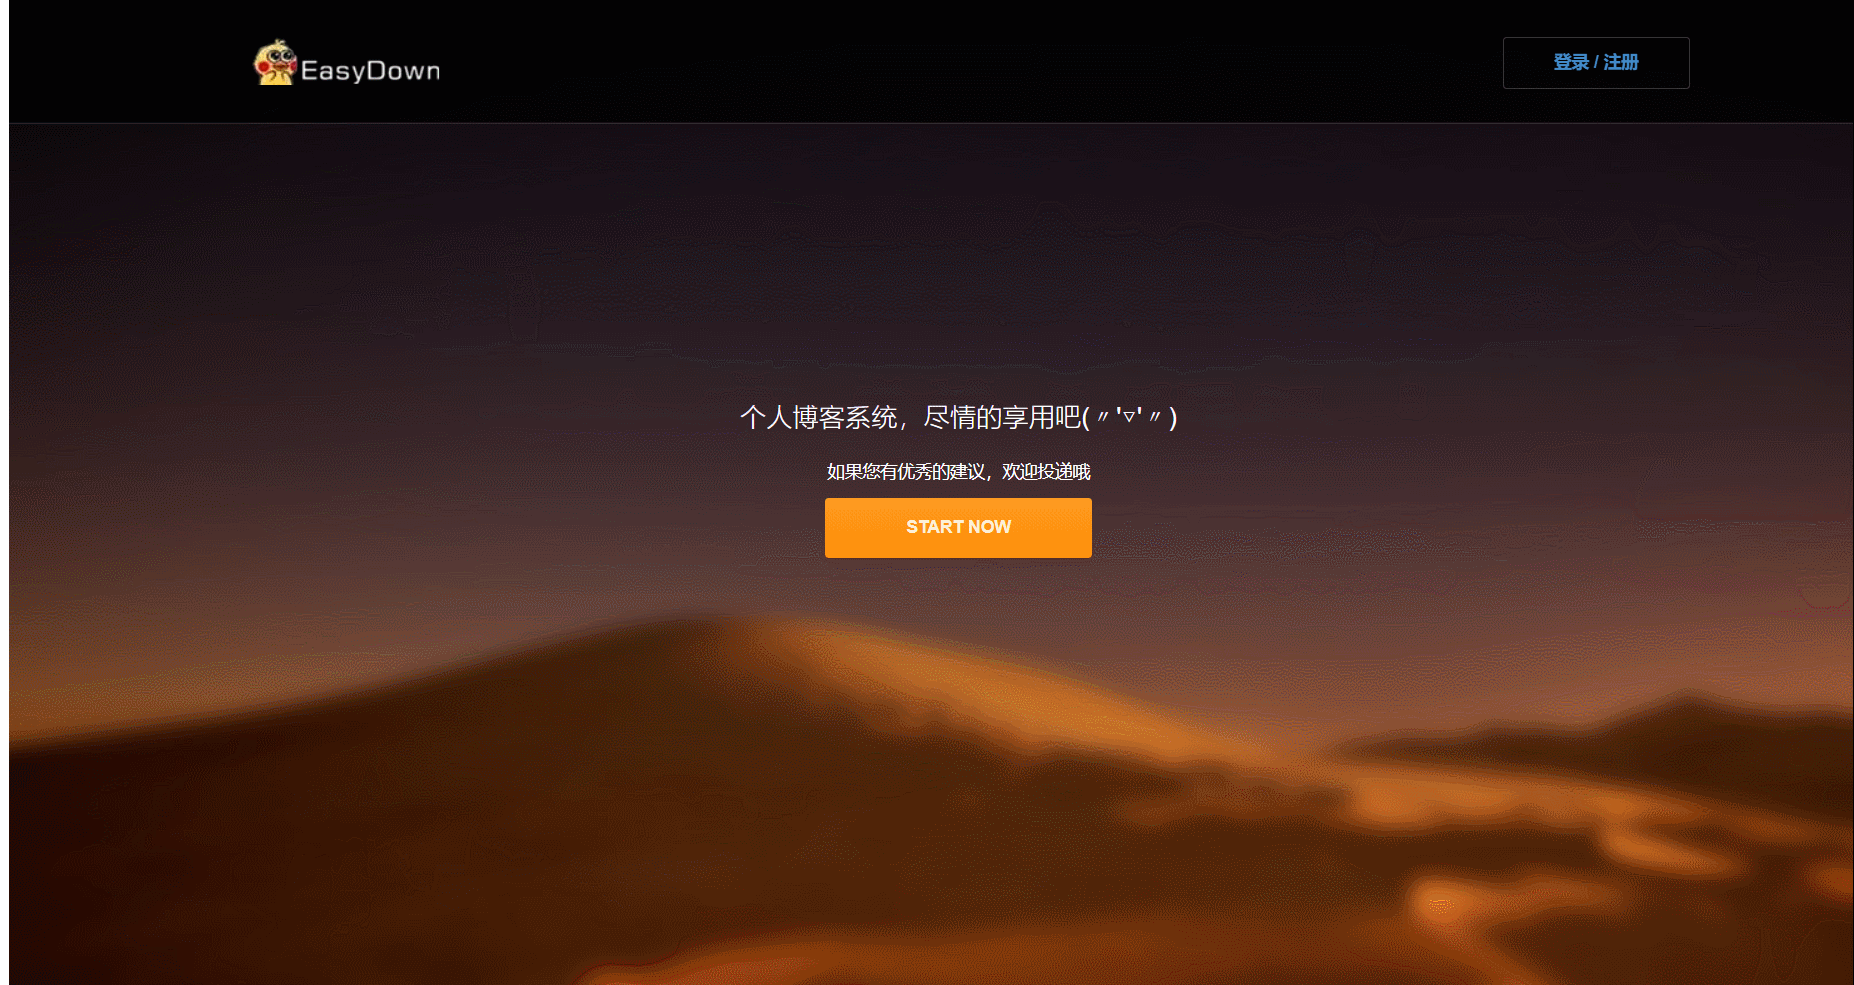 EasyDown
登录 / 注册
个人博客系统，尽情的享用吧(〃'▽'〃)
如果您有优秀的建议，欢迎投递哦
START NOW